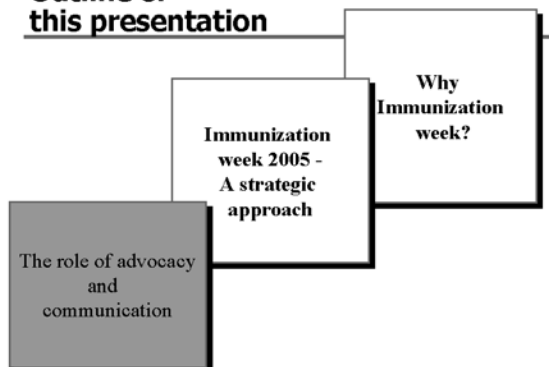 this presentation
Why
Immunization
week?
Immunization
week 2005 -
A strategic
approach
The role of advocacy
and
communication